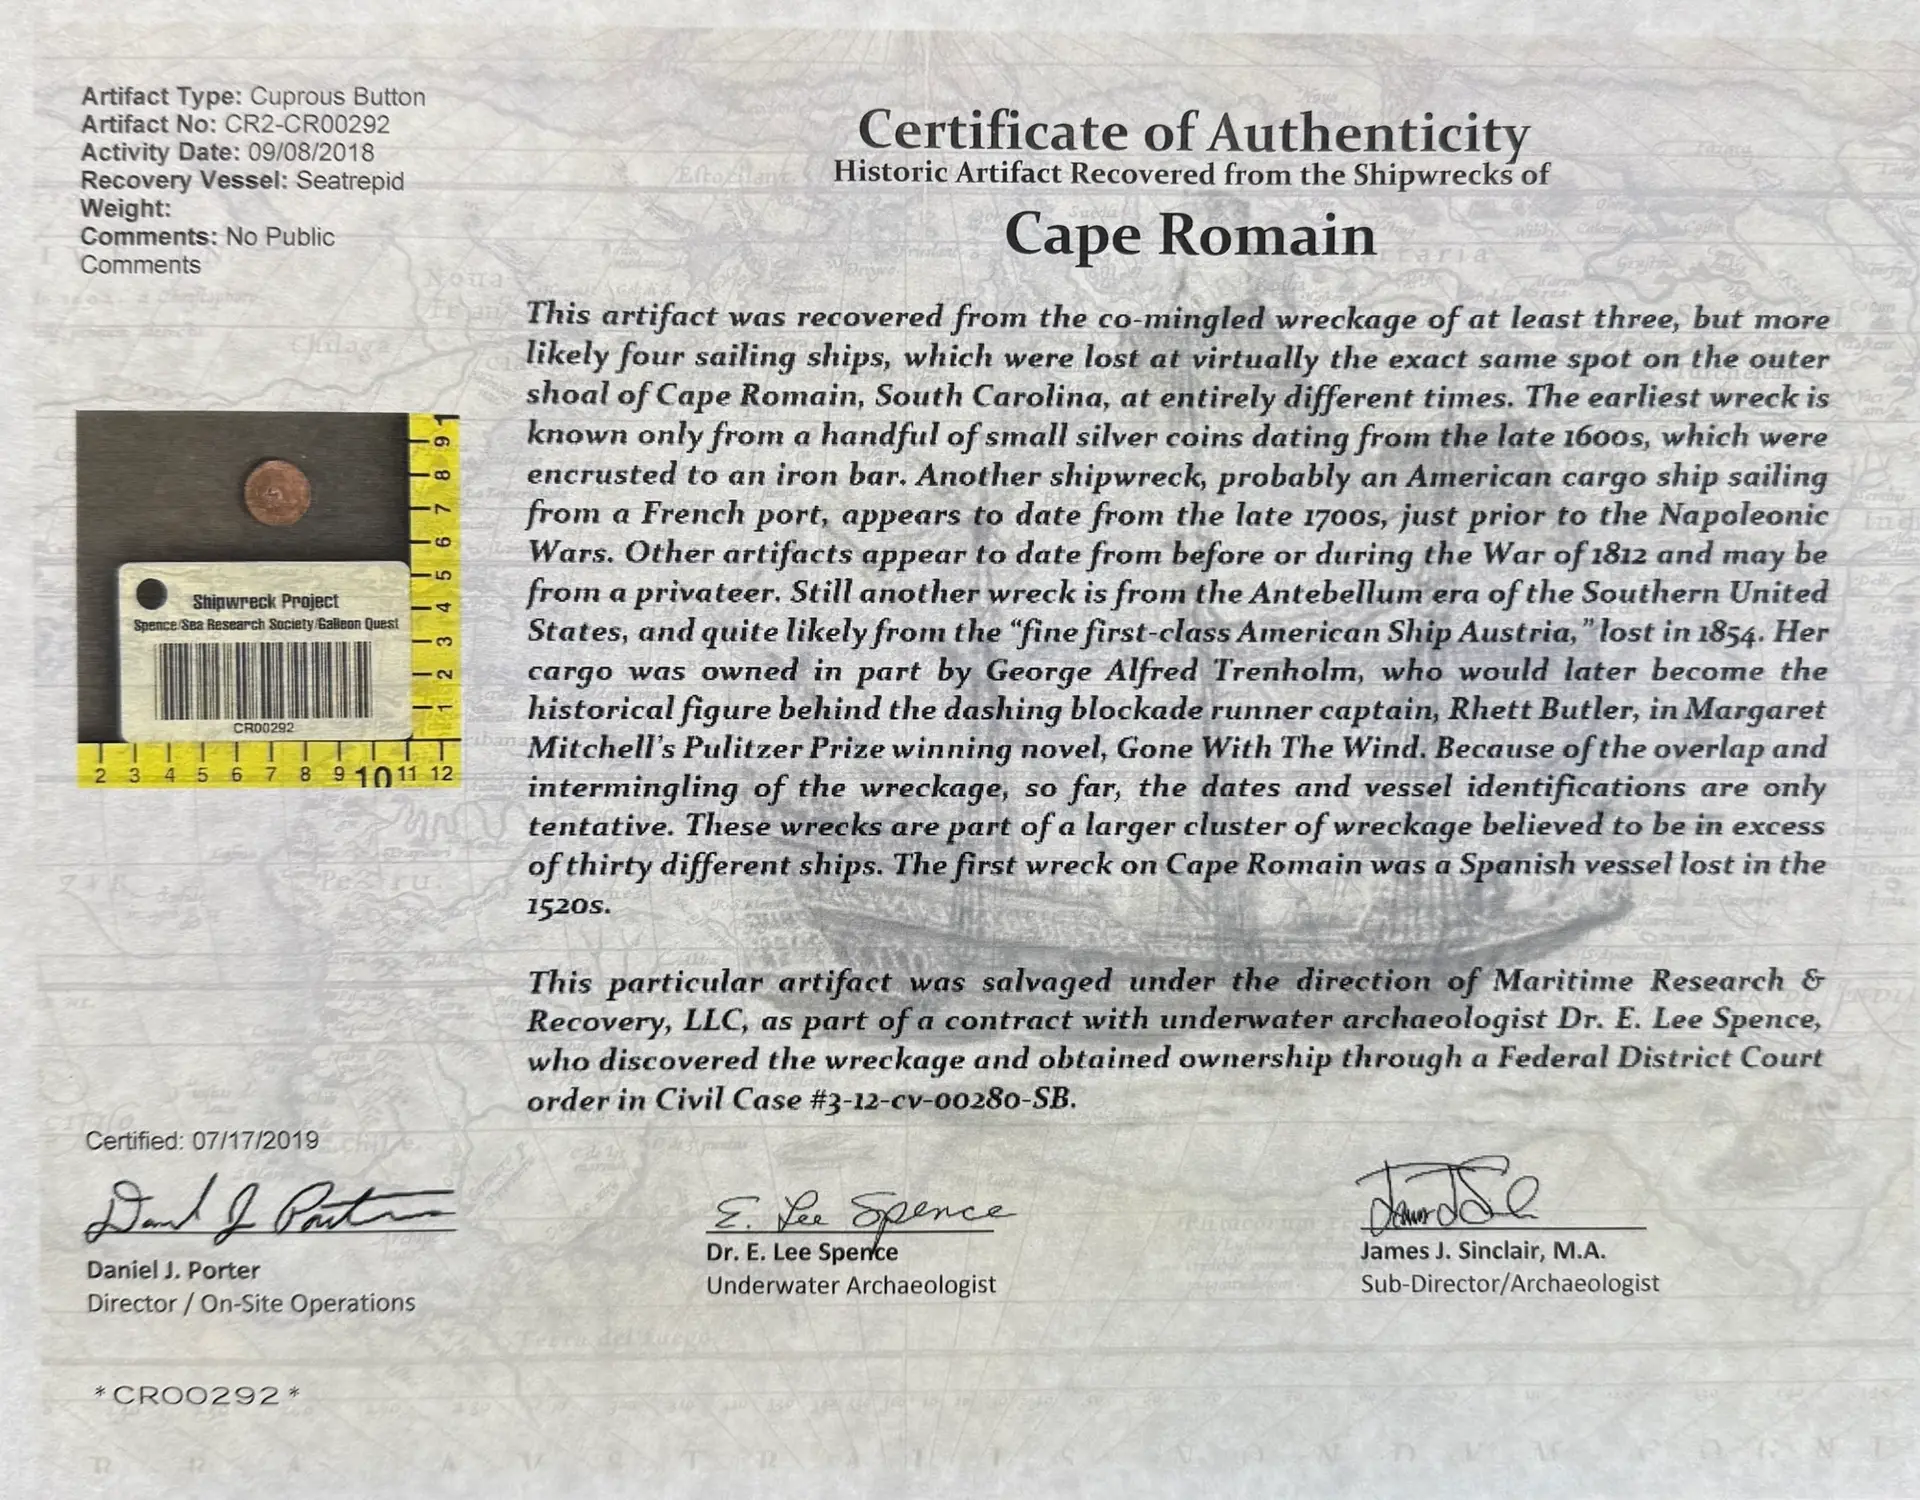 Artifact Type: Cuprous Button
Artifact No: CR2-CR00292
Activity Date: 09/08/2018
Recovery Vessel: Seatrepid
Weight:
Comments: No Public
Comments
Certificate of Authenticity
Historic Artifact Recovered from the Shipwrecks of
Cape Romain
This artifact was recovered from the co-mingled wreckage of at least three, but more
likely four sailing ships, which were lost at virtually the exact same spot on the outer
shoal of Cape Romain, South Carolina, at entirely different times. The earliest wreck is
known only from a handful of small silver coins dating from the late 1600s, which were
encrusted to an iron bar. Another shipwreck, probably an American cargo ship sailing
from a French port, appears to date from the late 1700s, just prior to the Napoleonic
Wars. Other artifacts appear to date from before or during the War of 1812 and may be
from a privateer. Still another wreck is from the Antebellum era of the Southern United
States, and quite likely from the “fine first-class American Ship Austria,” lost in 1854. Her
cargo was owned in part by George Alfred Trenholm, who would later become the
historical figure behind the dashing blockade runner captain, Rhett Butler, in Margaret
Mitchell's Pulitzer Prize winning novel, Gone With The Wind. Because of the overlap and
intermingling of the wreckage, so far, the dates and vessel identifications are only
tentative. These wrecks are part of a larger cluster of wreckage believed to be in excess
of thirty different ships. The first wreck on Cape Romain was a Spanish vessel lost in the
1520s.
This particular artifact was salvaged under the direction of Maritime Research &
Recovery, LLC, as part of a contract with underwater archaeologist Dr. E. Lee Spence,
who discovered the wreckage and obtained ownership through a Federal District Court
order in Civil Case #3-12-cv-00280-SB.
Shipwreck Project
Spence/Sea Research Society/Galleon Quest
CR00292
1 9 8 7 6 5 4 3 2 1
2 3 4 5 6 7 8 9 10 11 12
Certified: 07/17/2019
Daniel J Porter
Daniel J. Porter
Director / On-Site Operations
E. Lee Spence
Dr. E. Lee Spence
Underwater Archaeologist
James J. Sinclair, M.A.
Sub-Director/Archaeologist
*CR00292*